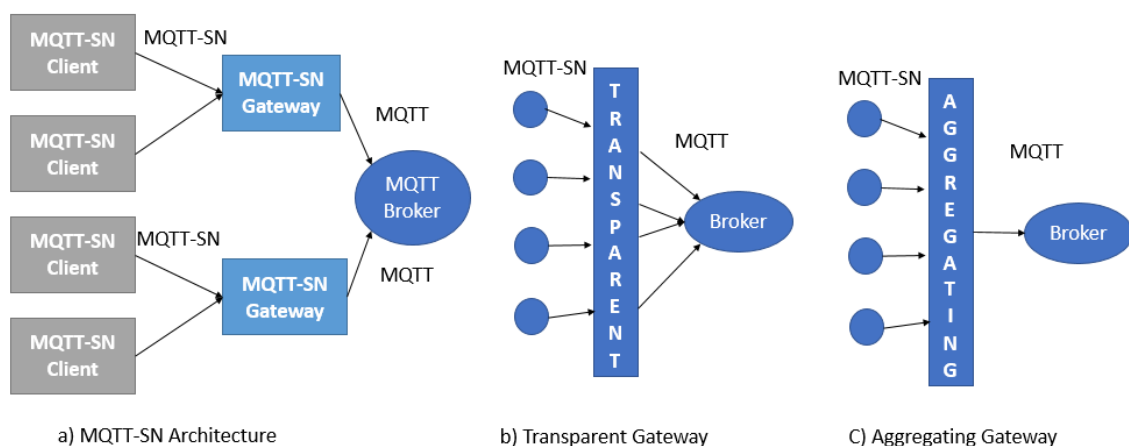 MQTT-SN
Client
MQTT-SN
MQTT-SN
Gateway
MQTT-SN
Client
MQTT
MQTT
Broker
MQTT-SN
Client
MQTT-SN
MQTT-SN
Gateway
MQTT
MQTT-SN
Client
a) MQTT-SN Architecture
MQTT-SN
TRANSPARENT
MQTT
Broker
b) Transparent Gateway
MQTT-SN
AGGREGATING
MQTT
Broker
C) Aggregating Gateway